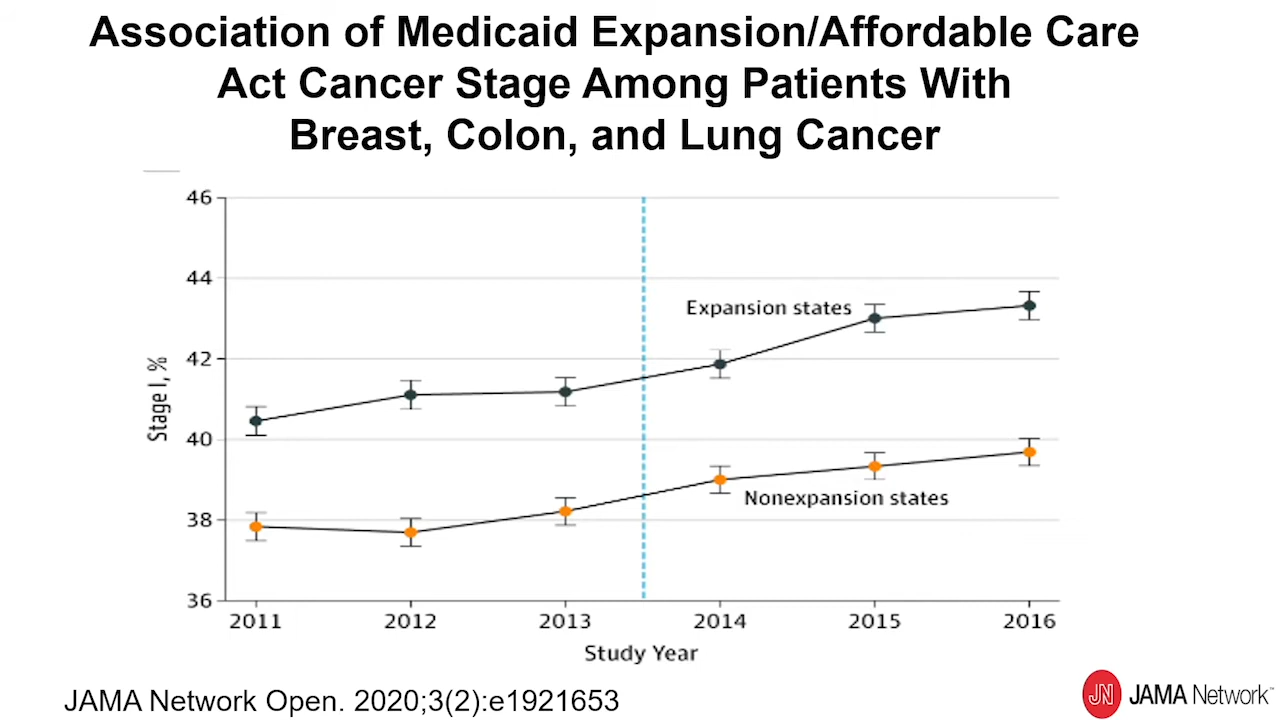 Association of Medicaid Expansion/Affordable Care
Act Cancer Stage Among Patients With
Breast, Colon, and Lung Cancer
46
44
42
40
38
36
Stage I, %
Expansion states
Nonexpansion states
2011 2012 2013 2014 2015 2016
Study Year
JAMA Network Open. 2020;3(2):e1921653
JN JAMA Network™